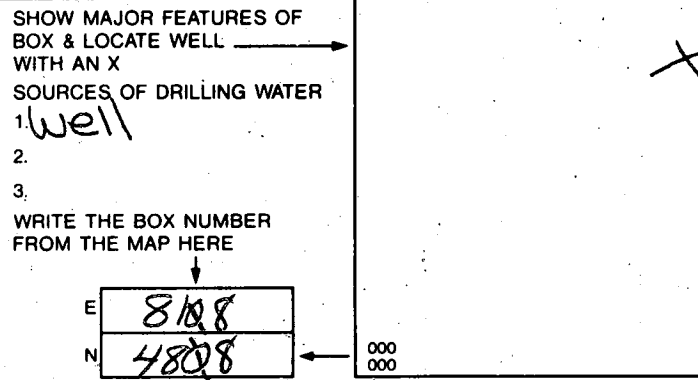 SHOW MAJOR FEATURES OF
BOX & LOCATE WELL
WITH AN X
SOURCES OF DRILLING WATER
1. Well
2.
3.
WRITE THE BOX NUMBER
FROM THE MAP HERE
E
N
000
000
X